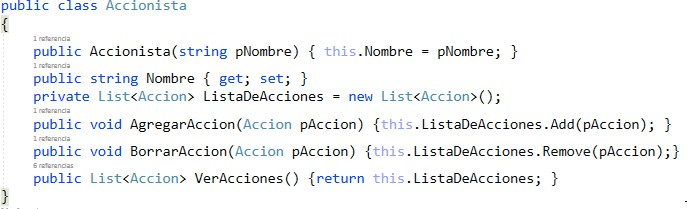 public class Accionista
{
1 referencia
public Accionista(string pNombre) { this.Nombre = pNombre; }
1 referencia
public string Nombre { get; set; }
private List<Accion> ListaDeAcciones = new List<Accion>();
1 referencia
public void AgregarAccion(Accion pAccion) {this.ListaDeAcciones.Add(pAccion); }
1 referencia
public void BorrarAccion(Accion pAccion) {this.ListaDeAcciones.Remove(pAccion);}
6 referencias
public List<Accion> VerAcciones() {return this.ListaDeAcciones; }
}